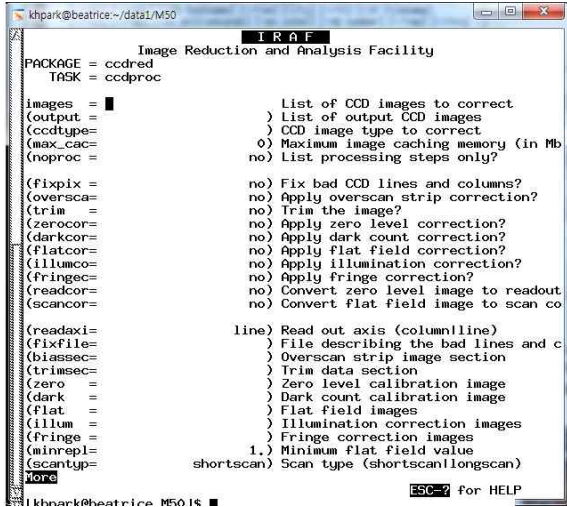 khpark@beatrice:~/data1/M50
I R A F
Image Reduction and Analysis Facility
PACKAGE = ccdred
TASK = ccdproc
images = List of CCD images to correct
(output = ) List of output CCD images
(ccdtype= ) CCD image type to correct
(max_cac= 0) Maximum image caching memory (in Mb
(noproc = no) List processing steps only?
(fixpix = no) Fix bad CCD lines and columns?
(oversca= no) Apply overscan strip correction?
(trim = no) Trim the image?
(zerocor= no) Apply zero level correction?
(darkcor= no) Apply dark count correction?
(flatcor= no) Apply flat field correction?
(illumco= no) Apply illumination correction?
(fringec= no) Apply fringe correction?
(readcor= no) Convert zero level image to readout
(scancor= no) Convert flat field image to scan co
(readaxi= line) Read out axis (column|line)
(fixfile= ) File describing the bad lines and c
(biassec= ) Overscan strip image section
(trimsec= ) Trim data section
(zero = ) Zero level calibration image
(dark = ) Dark count calibration image
(flat = ) Flat field images
(illum = ) Illumination correction images
(fringe = ) Fringe correction images
(minrepl= 1.) Minimum flat field value
(scantyp= shortscan) Scan type (shortscan|longscan)
More
ESC-? for HELP
[khpark@beatrice M50]$